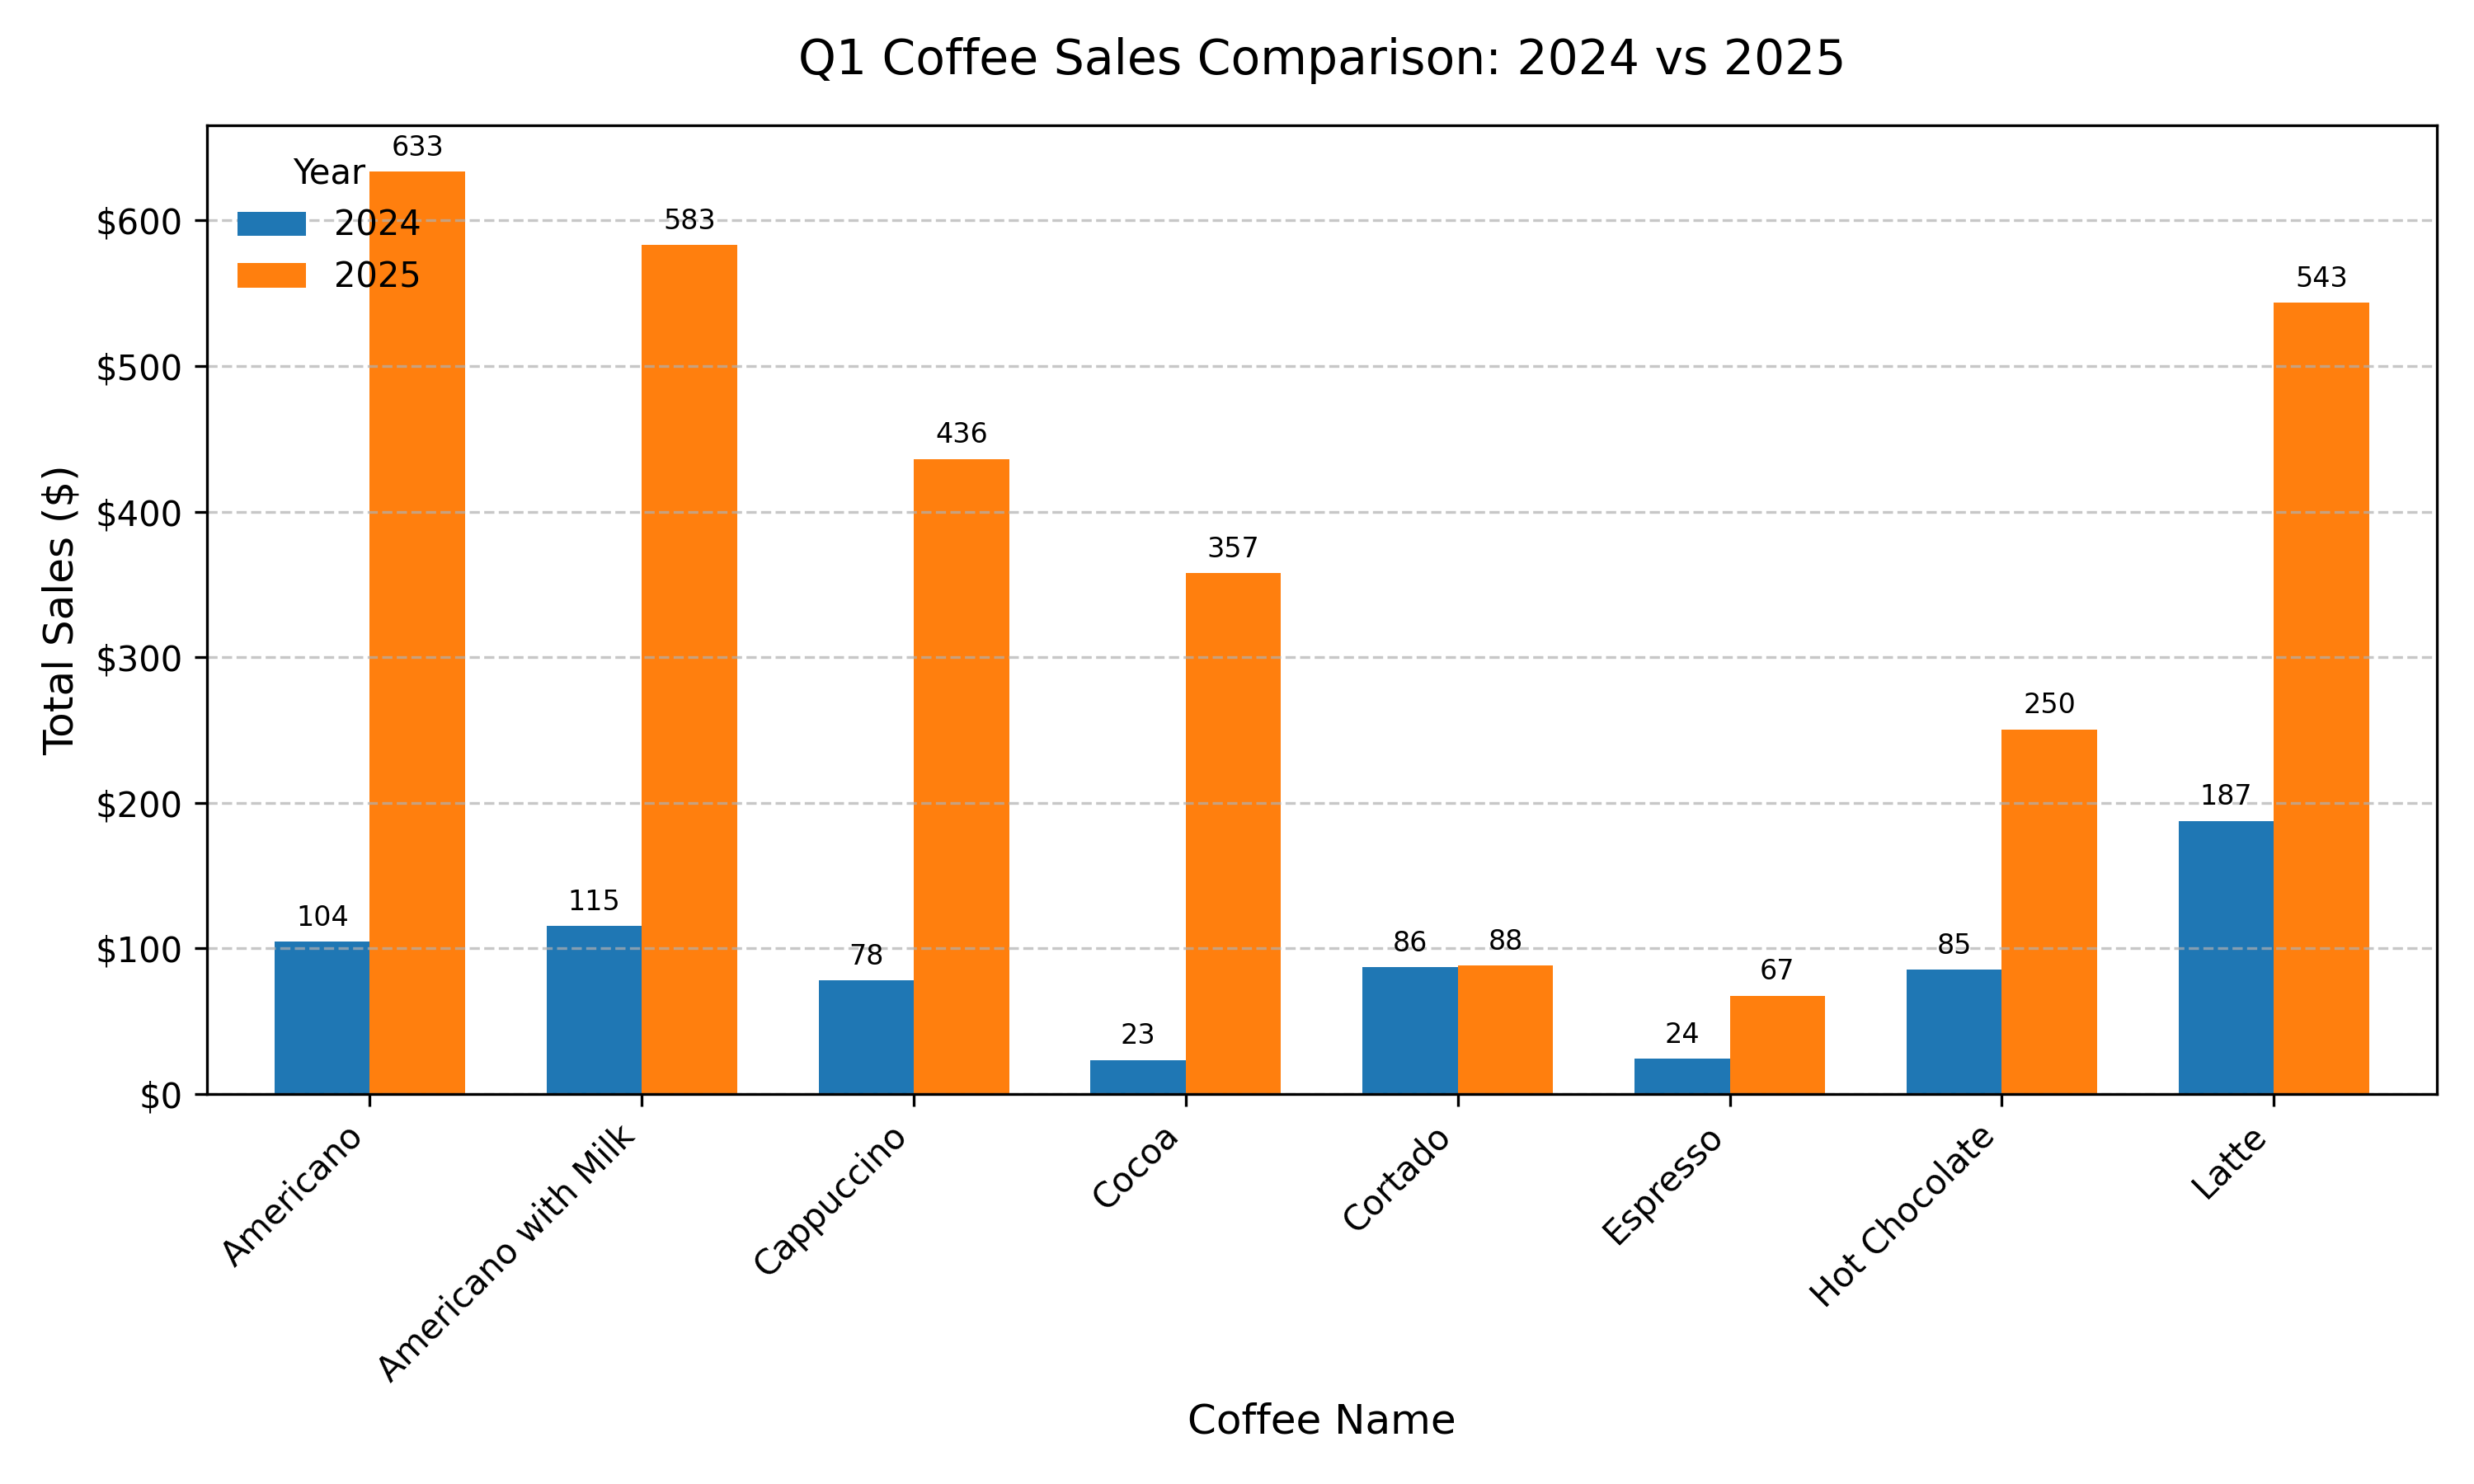 Q1 Coffee Sales Comparison: 2024 vs 2025
Year
2024
2025
Total Sales ($)
$600
$500
$400
$300
$200
$100
$0
104
633
115
583
78
436
23
357
86
88
24
67
85
250
187
543
Americano
Americano with Milk
Cappuccino
Cocoa
Cortado
Espresso
Hot Chocolate
Latte
Coffee Name